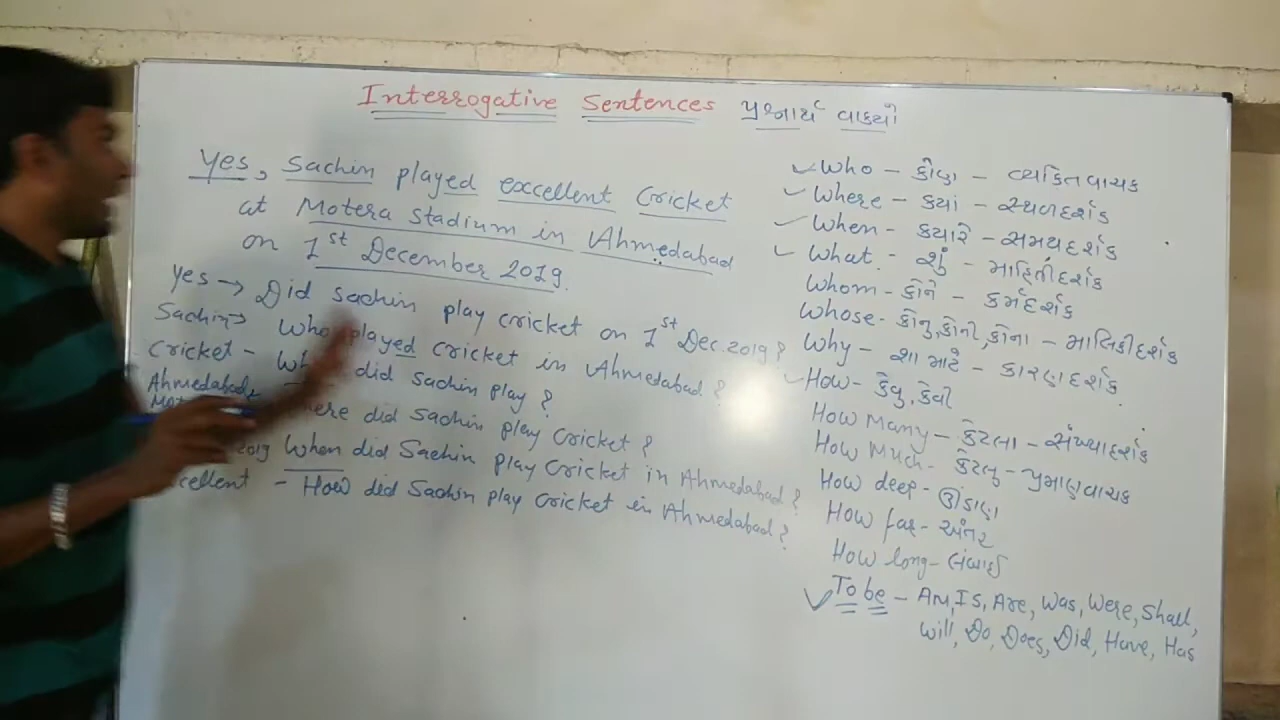 Interrogative Sentences પ્રશ્નાર્થ વાક્યો
Yes, Sachin played excellent Cricket
at Motera Stadium in Ahmedabad
on 1st December 2019.
Yes → Did Sachin play cricket on 1st Dec. 2019?
Sachin → Who played cricket in Ahmedabad?
Cricket - did Sachin play?
Ahmedabad, - did Sachin play cricket?
When did Sachin play cricket in Ahmedabad?
- How did Sachin play cricket in Ahmedabad?
Who - કોણ - વ્યકિતવાચક
Where - કયાં - સ્થળદર્શક
When - કયારે - સમયદર્શક
What - શું - માહિતીદર્શક
Whom - કોને - કર્મદર્શક
Whose - કોનુ, કોની, કોના - માલિકીદર્શક
Why - શા માટે - કારણદર્શક
How - કેવુ, કેવી
How Many - કેટલા - સંખ્યાદર્શક
How Much - કેટલુ - પ્રમાણવાચક
How deep - ઊંડાણ
How far - અંતર
How long - લંબાઈ
To be - Am, Is, Are, Was, Were, Shall,
Will, Do, Does, Did, Have, Has